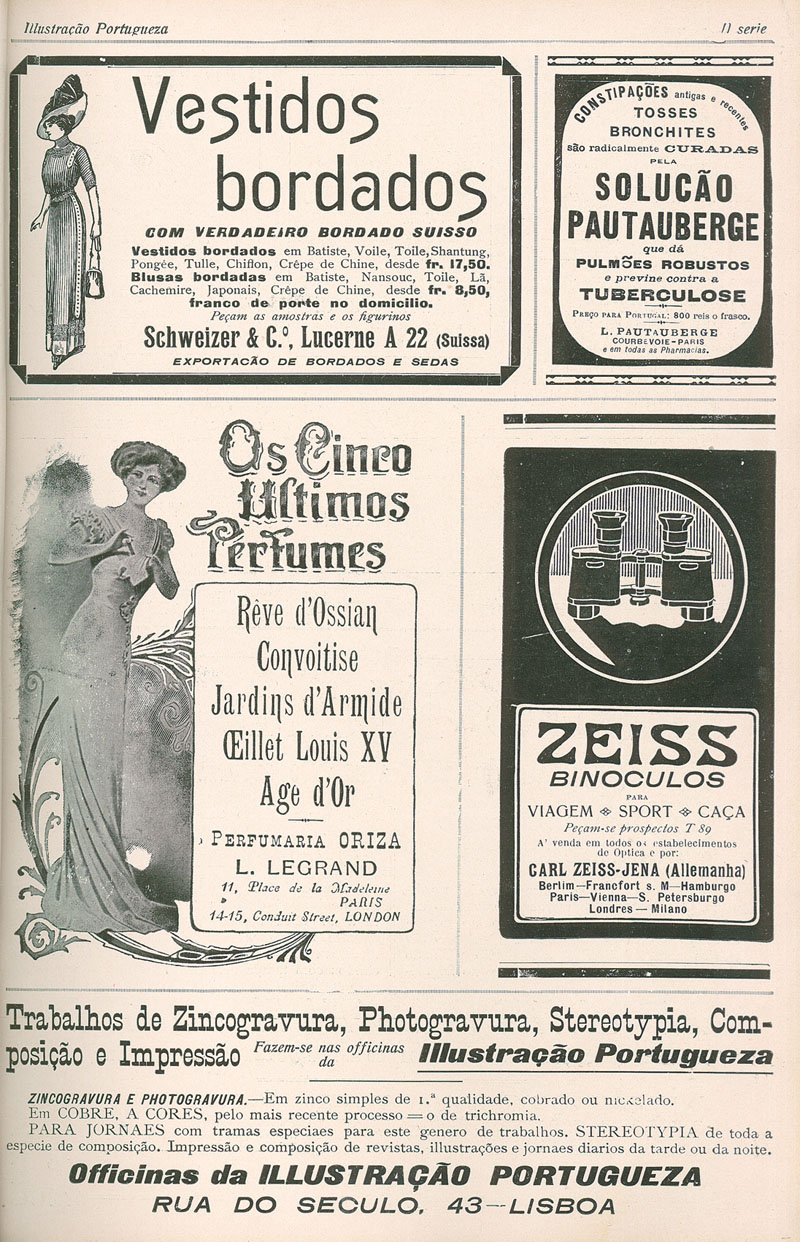 Illustração Portugueza
II serie
Vestidos
bordados
COM VERDADEIRO BORDADO SUISSO
Vestidos bordados em Batiste, Voile, Toile, Shantung,
Pongée, Tulle, Chiffon, Crêpe de Chine, desde fr. 17,50.
Blusas bordadas em Batiste, Nansouc, Toile, Lã,
Cachemire, Japonais, Crêpe de Chine, desde fr. 8,50,
franco de porte no domicilio.
Peçam as amostras e os figurinos
Schweizer & C.º, Lucerne A 22 (Suissa)
EXPORTACÃO DE BORDADOS E SEDAS
CONSTIPAÇÕES antigas e recentes
TOSSES
BRONCHITES
são radicalmente CURADAS
PELA
SOLUCÃO
PAUTAUBERGE
que dá
PULMÕES ROBUSTOS
e previne contra a
TUBERCULOSE
PREÇO PARA PORTUGAL: 800 reis o frasco.
L. PAUTAUBERGE
COURBEVOIE-PARIS
e em todas as Pharmacias.
Os Cinco
Ultimos
Perfumes
Rêve d'Ossian
Convoitise
Jardins d'Armide
Œillet Louis XV
Age d'Or
PERFUMARIA ORIZA
L. LEGRAND
11, Place de la Madeleine
PARIS
14-15, Conduit Street, LONDON
ZEISS
BINOCULOS
PARA
VIAGEM SPORT CAÇA
Peçam-se prospectos T 89
A' venda em todos os estabelecimentos
de Optica e por:
CARL ZEISS-JENA (Allemanha)
Berlim—Francfort s. M—Hamburgo
Paris—Vienna—S. Petersburgo
Londres — Milano
Trabalhos de Zincogravura, Photogravura, Stereotypia, Com-
posição e Impressão Fazem-se nas officinas da Illustração Portugueza
ZINCOGRAVURA E PHOTOGRAVURA.—Em zinco simples de 1.ª qualidade, cobrado ou nickelado.
Em COBRE, A CORES, pelo mais recente processo = o de trichromia.
PARA JORNAES com tramas especiaes para este genero de trabalhos. STEREOTYPIA de toda a
especie de composição. Impressão e composição de revistas, illustrações e jornaes diarios da tarde ou da noite.
Officinas da ILLUSTRAÇÃO PORTUGUEZA
RUA DO SECULO, 43—LISBOA